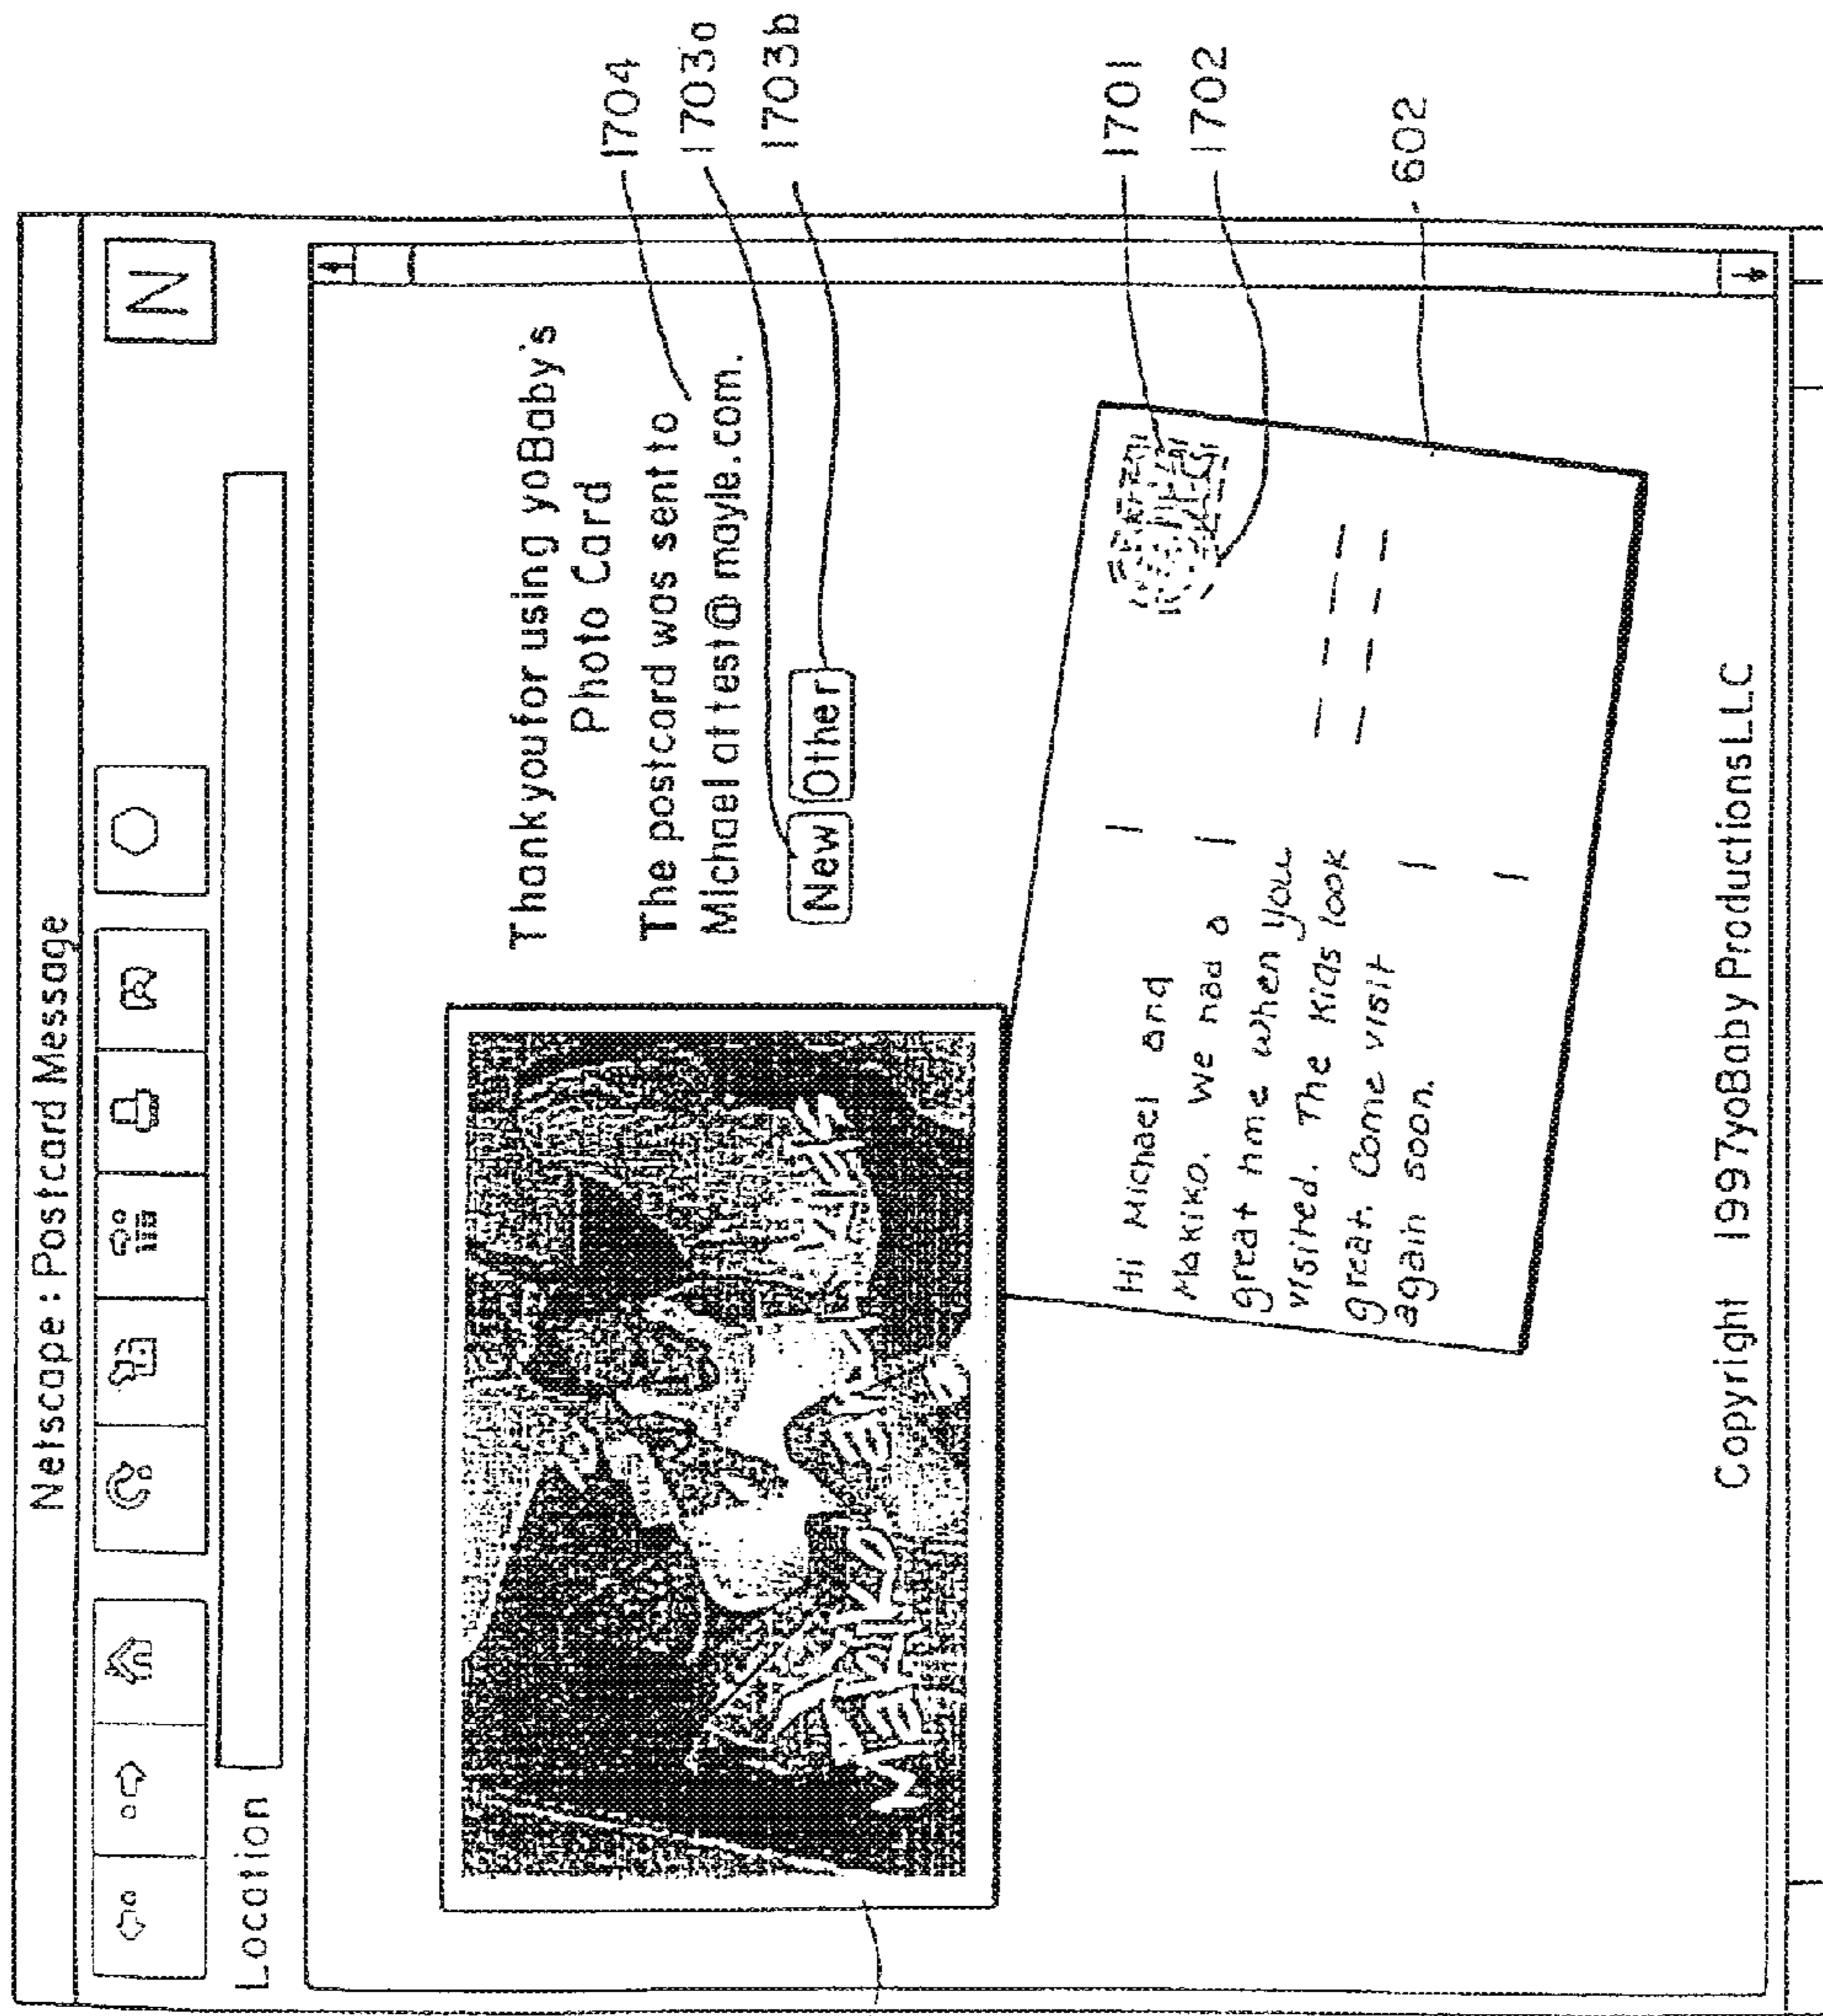 Netscape : Postcard Message
N
Location
Thank you for using yoBaby's
Photo Card
The postcard was sent to
Michael at test@mayle.com.
New Other
1704
1703a
1703b
Hi Michael and
Makiko. We had a
great time when you
visited. The kids look
great. Come visit
again soon.
1701
1702
602
Copyright 1997 yoBaby Productions LLC